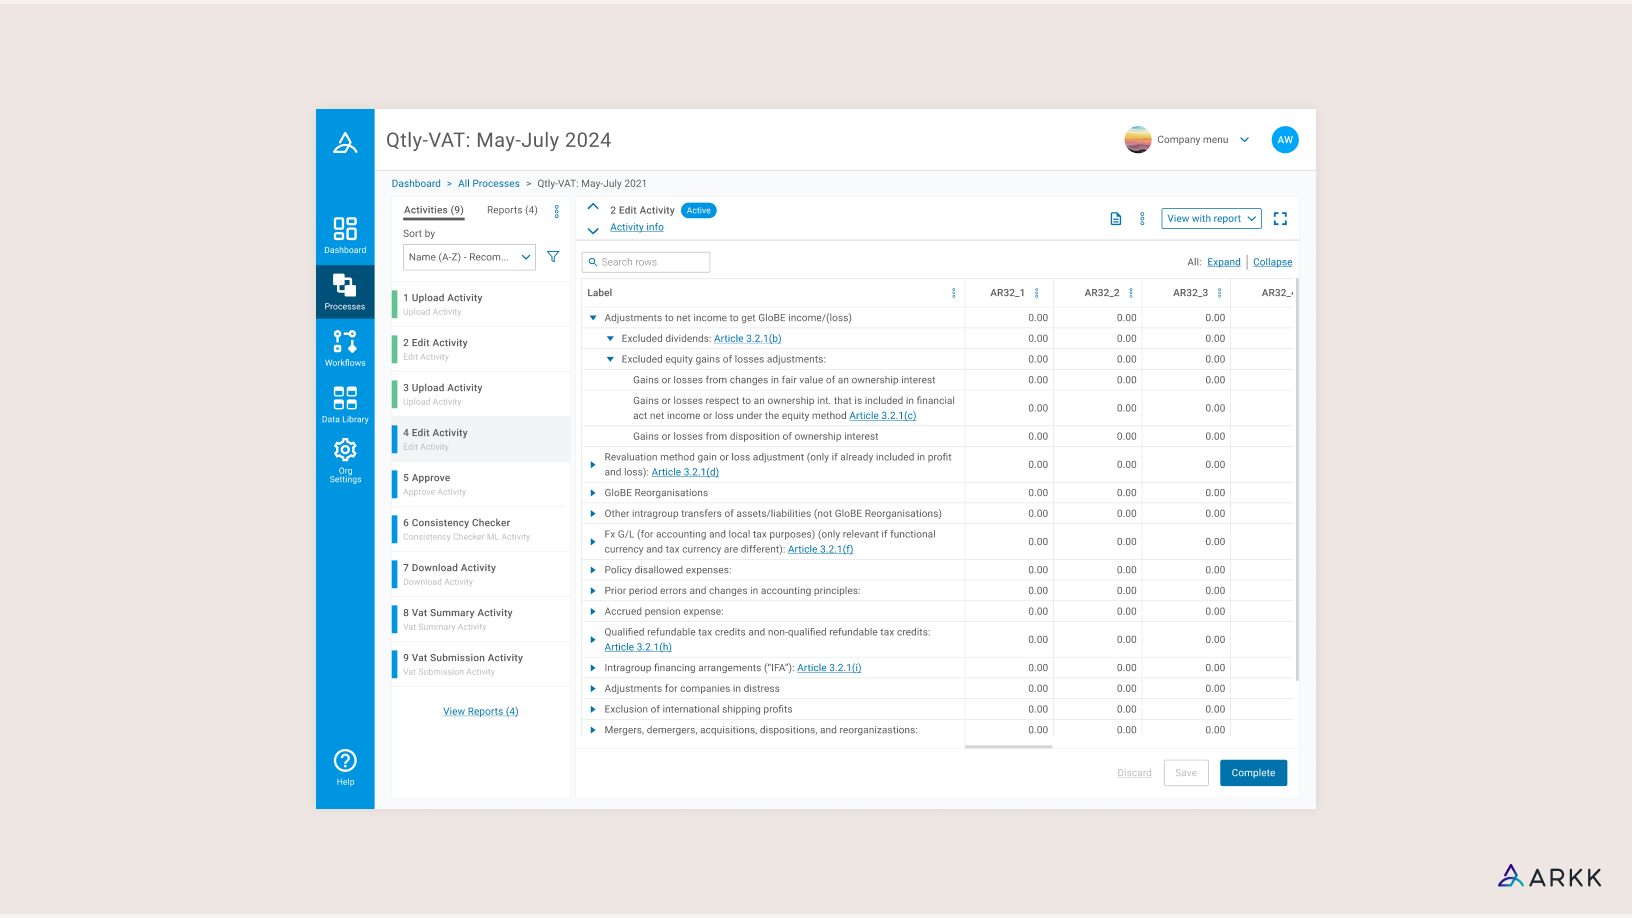 Qtly-VAT: May-July 2024
Company menu
AW
Dashboard > All Processes > Qtly-VAT: May-July 2021
Dashboard
Processes
Workflows
Data Library
Org
Settings
Help
Activities (9)
Reports (4)
Sort by
Name (A-Z) - Recom...
1 Upload Activity
Upload Activity
2 Edit Activity
Edit Activity
3 Upload Activity
Upload Activity
4 Edit Activity
Edit Activity
5 Approve
Approve Activity
6 Consistency Checker
Consistency Checker ML Activity
7 Download Activity
Download Activity
8 Vat Summary Activity
Vat Summary Activity
9 Vat Submission Activity
Vat Submission Activity
View Reports (4)
2 Edit Activity Active
Activity info
View with report
Search rows
All: Expand | Collapse
Label AR32_1 AR32_2 AR32_3 AR32_
Adjustments to net income to get GloBE income/(loss) 0.00 0.00 0.00
Excluded dividends: Article 3.2.1(b) 0.00 0.00 0.00
Excluded equity gains of losses adjustments: 0.00 0.00 0.00
Gains or losses from changes in fair value of an ownership interest 0.00 0.00 0.00
Gains or losses respect to an ownership int. that is included in financial
act net income or loss under the equity method Article 3.2.1(c) 0.00 0.00 0.00
Gains or losses from disposition of ownership interest 0.00 0.00 0.00
Revaluation method gain or loss adjustment (only if already included in profit
and loss): Article 3.2.1(d) 0.00 0.00 0.00
GloBE Reorganisations 0.00 0.00 0.00
Other intragroup transfers of assets/liabilities (not GloBE Reorganisations) 0.00 0.00 0.00
Fx G/L (for accounting and local tax purposes) (only relevant if functional
currency and tax currency are different): Article 3.2.1(f) 0.00 0.00 0.00
Policy disallowed expenses: 0.00 0.00 0.00
Prior period errors and changes in accounting principles: 0.00 0.00 0.00
Accrued pension expense: 0.00 0.00 0.00
Qualified refundable tax credits and non-qualified refundable tax credits:
Article 3.2.1(h) 0.00 0.00 0.00
Intragroup financing arrangements (“IFA”): Article 3.2.1(i) 0.00 0.00 0.00
Adjustments for companies in distress 0.00 0.00 0.00
Exclusion of international shipping profits 0.00 0.00 0.00
Mergers, demergers, acquisitions, dispositions, and reorganizastions: 0.00 0.00 0.00
Discard
Save
Complete
ARKK